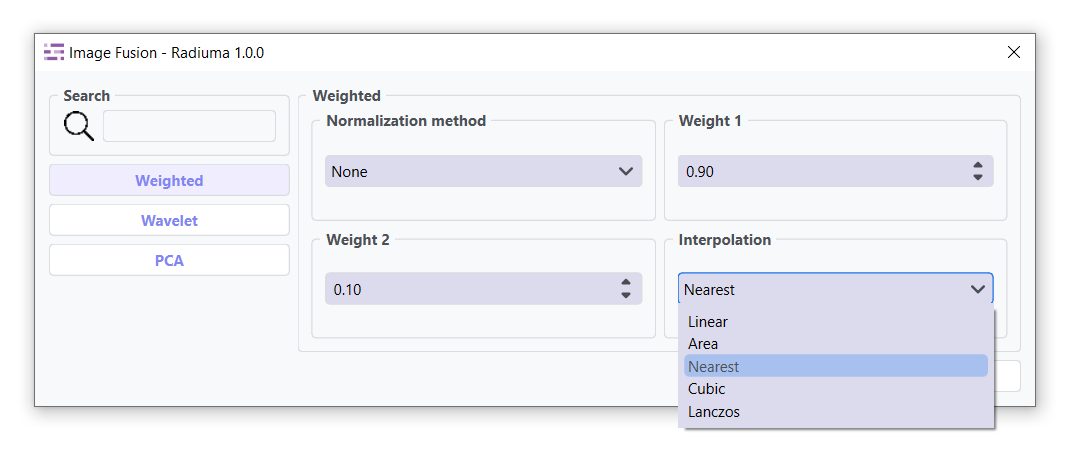 Image Fusion - Radiuma 1.0.0
Search
Weighted
Wavelet
PCA
Weighted
Normalization method
None
Weight 1
0.90
Weight 2
0.10
Interpolation
Nearest
Linear
Area
Nearest
Cubic
Lanczos